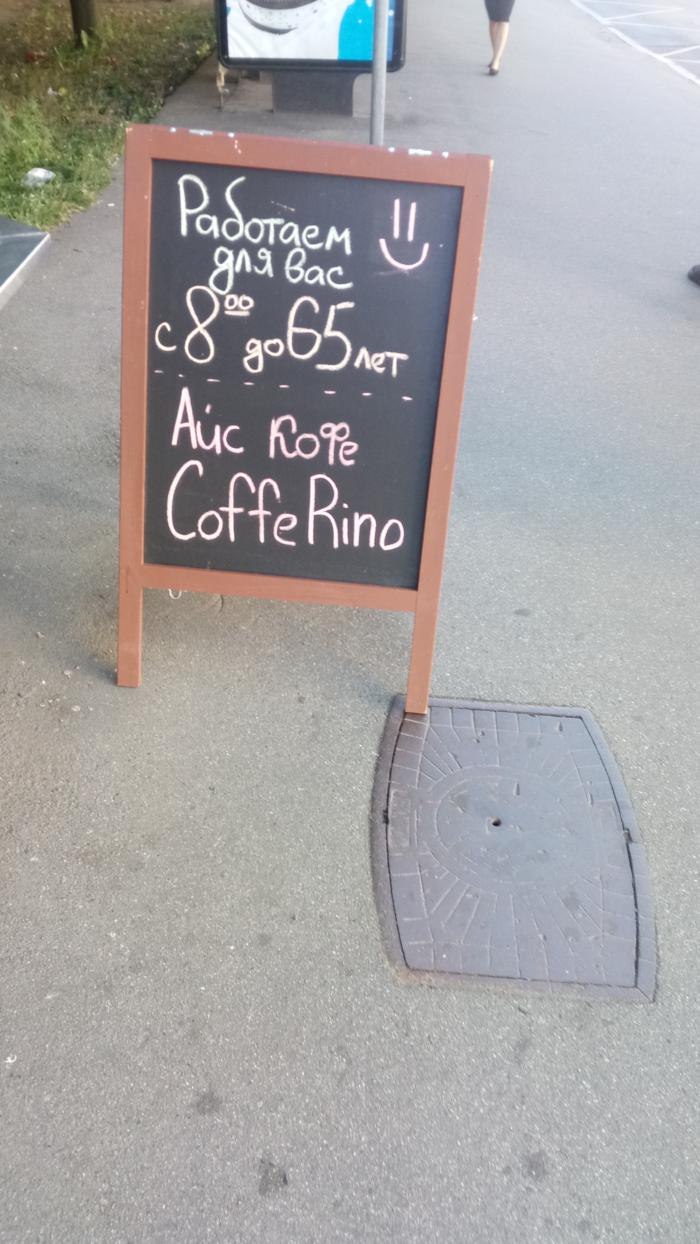 Работаем
для вас
с 8⁰⁰ до 65 лет
Айс кофе
CoffeRino